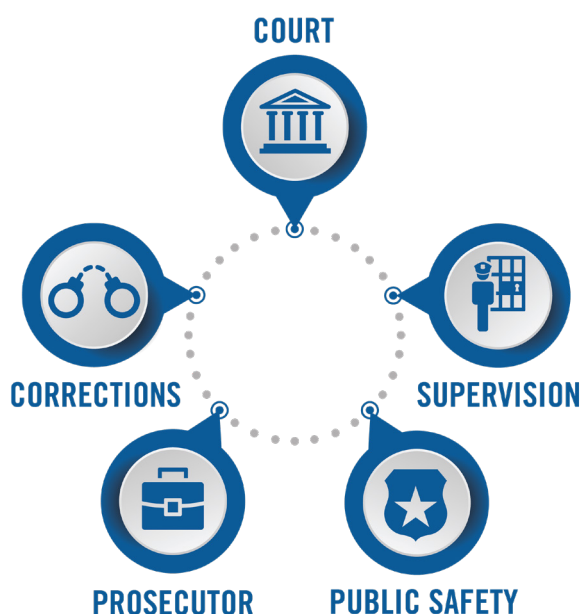 COURT
CORRECTIONS
SUPERVISION
PROSECUTOR
PUBLIC SAFETY